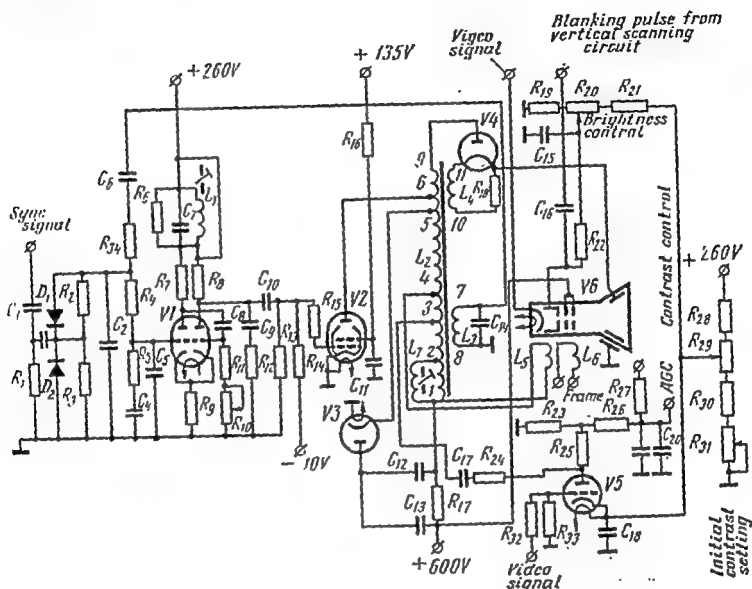 Blanking pulse from
vertical scanning
circuit
Video
signal
+260V
+135V
R19
R20
R21
Brightness
control
V4
R16
C15
9
6
11
L4
R18
10
C6
R6
C7
L1
Sync
signal
R34
5
C16
R22
Contrast control
+260V
L2
4
C1
D1
R2
R4
R7
R8
C10
V1
R15
V2
3
7
V6
R28
R29
C2
C8
C9
R13
C14
L3
8
L7
2
1
L5
L6
Frame
R27
AGC
R1
D2
R3
R5
C5
C4
R11
R12
R14
C11
V3
R9
R10
R23
R26
C20
R30
R31
-10V
C12
C17
R24
R25
V5
C13
R17
R32
R33
C18
+600V
Video
signal
Initial
contrast
setting